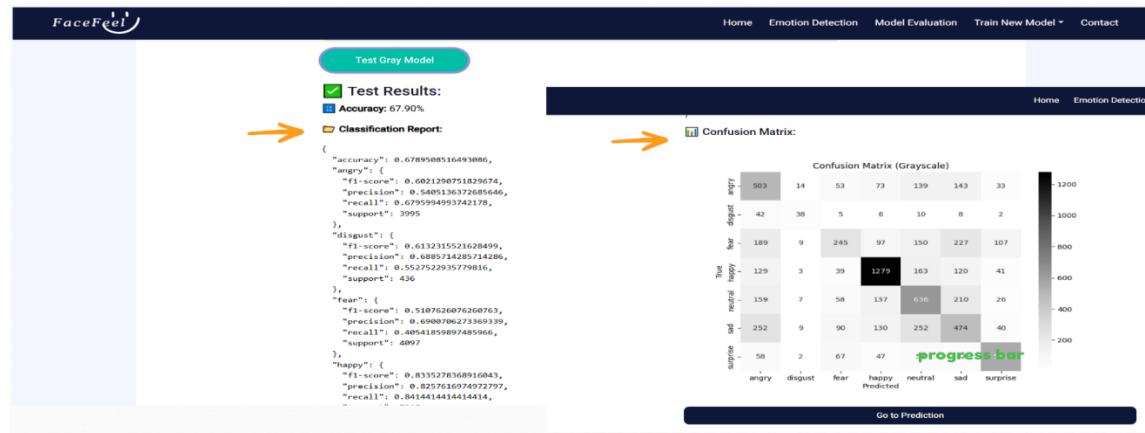 FaceFeel
Home Emotion Detection Model Evaluation Train New Model Contact
Test Gray Model
Test Results:
Accuracy: 67.90%
Classification Report:
{
"accuracy": 0.6789508516493086,
"angry": {
"f1-score": 0.6021290751829674,
"precision": 0.5405136372685646,
"recall": 0.6795994993742178,
"support": 3995
},
"disgust": {
"f1-score": 0.6132315521628499,
"precision": 0.6885714285714286,
"recall": 0.5527522935779816,
"support": 436
},
"fear": {
"f1-score": 0.5107626076260763,
"precision": 0.6900706273369339,
"recall": 0.40541859897485966,
"support": 4097
},
"happy": {
"f1-score": 0.8335278368916043,
"precision": 0.8257616974972797,
"recall": 0.8414414414414414,
Home Emotion Detectio
Confusion Matrix:
Confusion Matrix (Grayscale)
angry 503 14 53 73 139 143 33
disgust 42 38 5 6 10 8 2
fear 189 9 245 97 150 227 107
happy 129 3 39 1279 163 120 41
neutral 159 7 58 137 636 210 26
sad 252 9 90 130 252 474 40
surprise 58 2 67 47
progress bar
angry disgust fear happy neutral sad surprise
Predicted
True
1200
1000
800
600
400
200
Go to Prediction